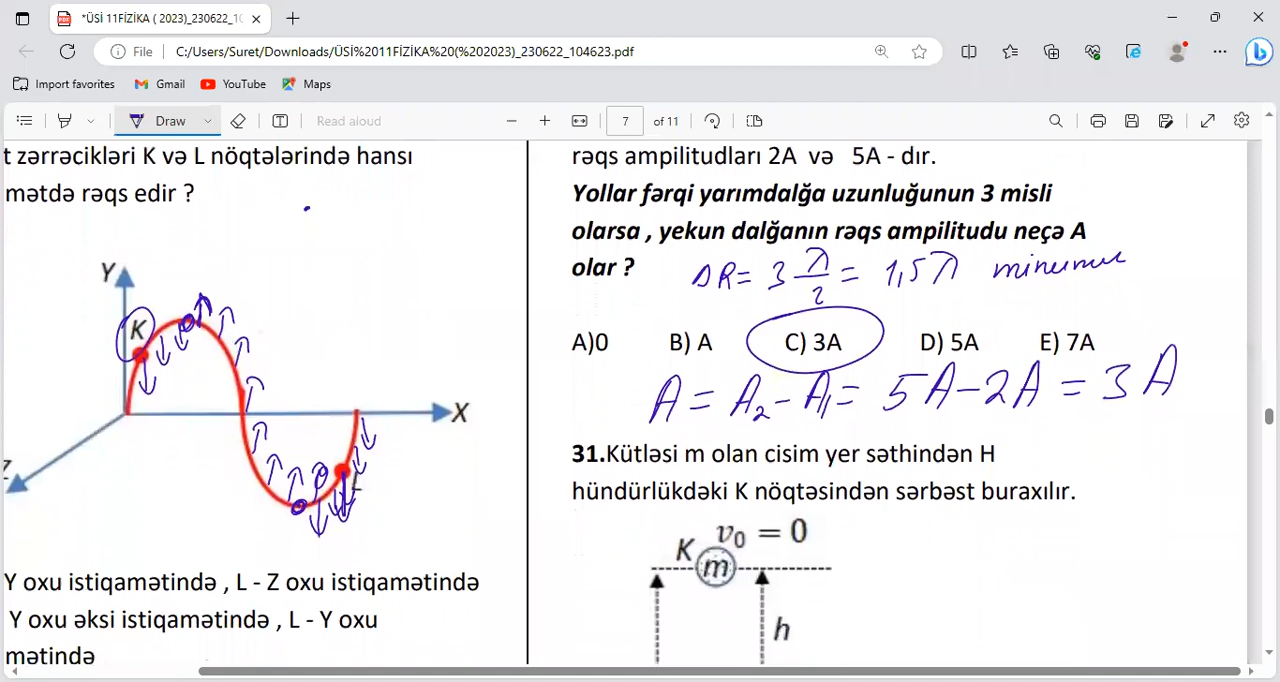 *ÜSİ 11FİZİKA ( 2023)_230622_10
File
C:/Users/Suret/Downloads/ÜSİ%2011FİZİKA%20(%202023)_230622_104623.pdf
Import favorites
Gmail
YouTube
Maps
Draw
Read aloud
7
of 11
t zərrəcikləri K və L nöqtələrində hansı
mətdə rəqs edir ?
Y
K
X
Z
L
Y oxu istiqamətində , L - Z oxu istiqamətində
Y oxu əksi istiqamətində , L - Y oxu
mətində
rəqs ampilitudları 2A və 5A - dır.
Yollar fərqi yarımdalğa uzunluğunun 3 misli
olarsa , yekun dalğanın rəqs ampilitudu neçə A
olar ?
ΔR = 3 λ/2 = 1,5λ minumum
A)0 B) A C) 3A D) 5A E) 7A
A = A₂ - A₁ = 5A - 2A = 3A
31.Kütləsi m olan cisim yer səthindən H
hündürlükdəki K nöqtəsindən sərbəst buraxılır.
K v₀ = 0
m
h